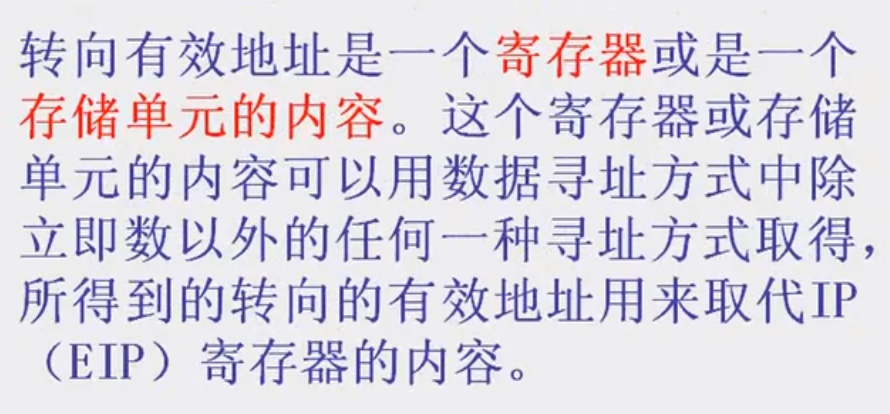 转向有效地址是一个寄存器或是一个
存储单元的内容。这个寄存器或存储
单元的内容可以用数据寻址方式中除
立即数以外的任何一种寻址方式取得，
所得到的转向的有效地址用来取代IP
（EIP）寄存器的内容。